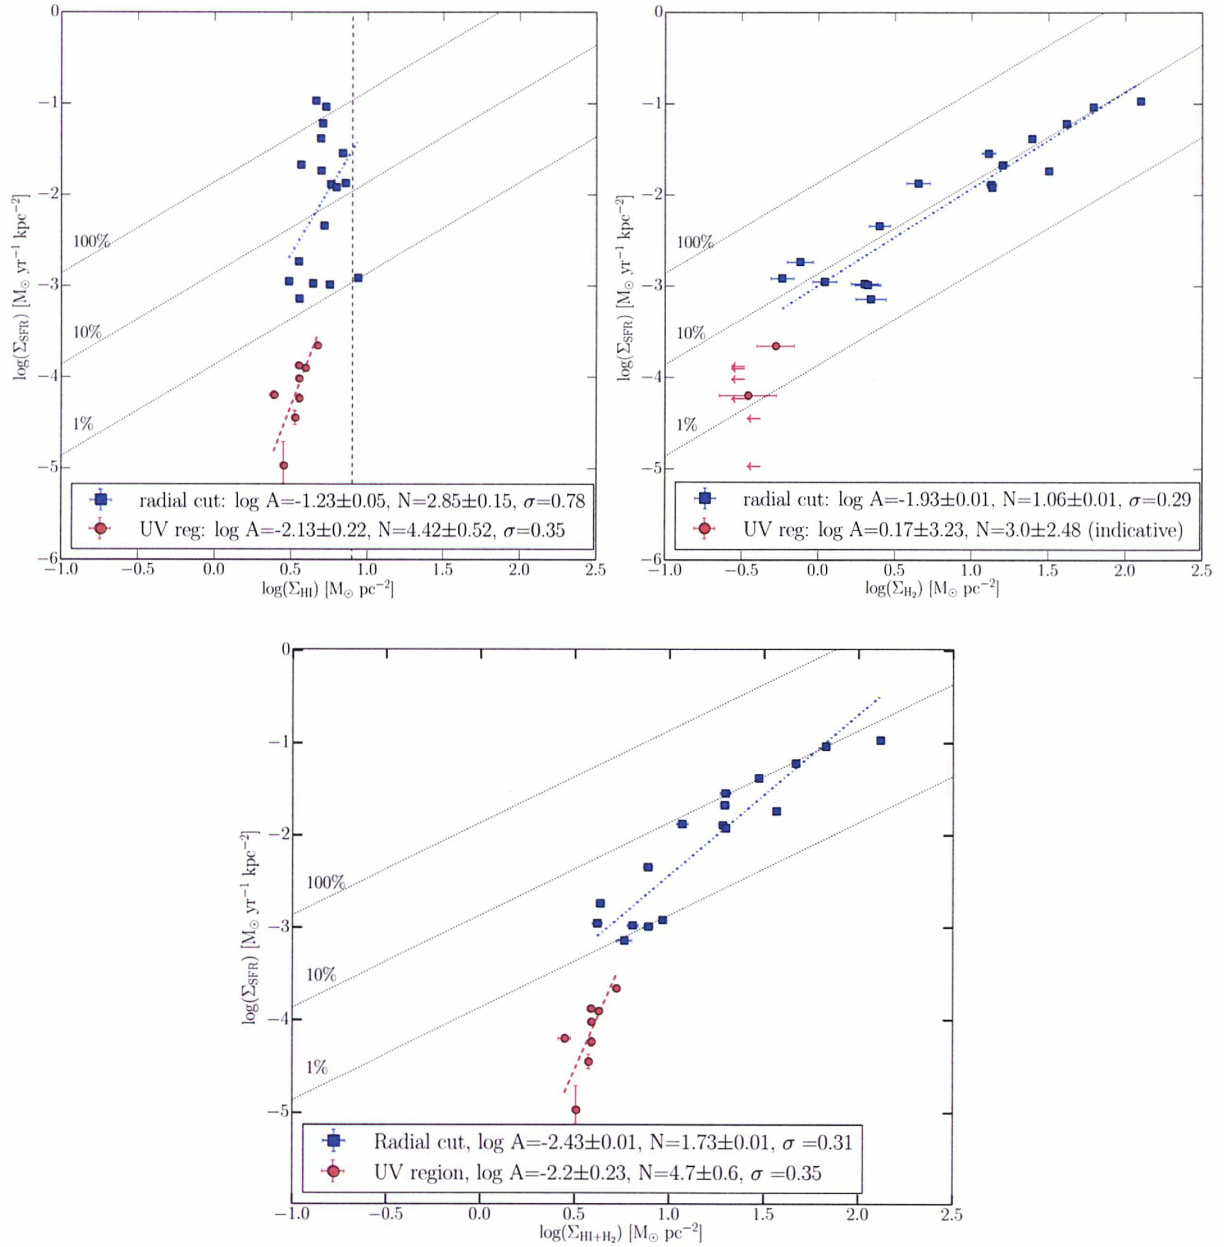 0
−1
−2
−3
−4
−5
−6
log(Σ_SFR) [M⊙ yr⁻¹ kpc⁻²]
100%
10%
1%
radial cut: log A=-1.23±0.05, N=2.85±0.15, σ=0.78
UV reg: log A=-2.13±0.22, N=4.42±0.52, σ=0.35
−1.0 −0.5 0.0 0.5 1.0 1.5 2.0 2.5
log(Σ_HI) [M⊙ pc⁻²]
0
−1
−2
−3
−4
−5
−6
log(Σ_SFR) [M⊙ yr⁻¹ kpc⁻²]
100%
10%
1%
radial cut: log A=-1.93±0.01, N=1.06±0.01, σ=0.29
UV reg: log A=0.17±3.23, N=3.0±2.48 (indicative)
−1.0 −0.5 0.0 0.5 1.0 1.5 2.0 2.5
log(Σ_H₂) [M⊙ pc⁻²]
0
−1
−2
−3
−4
−5
log(Σ_SFR) [M⊙ yr⁻¹ kpc⁻²]
100%
10%
1%
Radial cut, log A=-2.43±0.01, N=1.73±0.01, σ =0.31
UV region, log A=-2.2±0.23, N=4.7±0.6, σ =0.35
−1.0 −0.5 0.0 0.5 1.0 1.5 2.0 2.5
log(Σ_HI+H₂) [M⊙ pc⁻²]